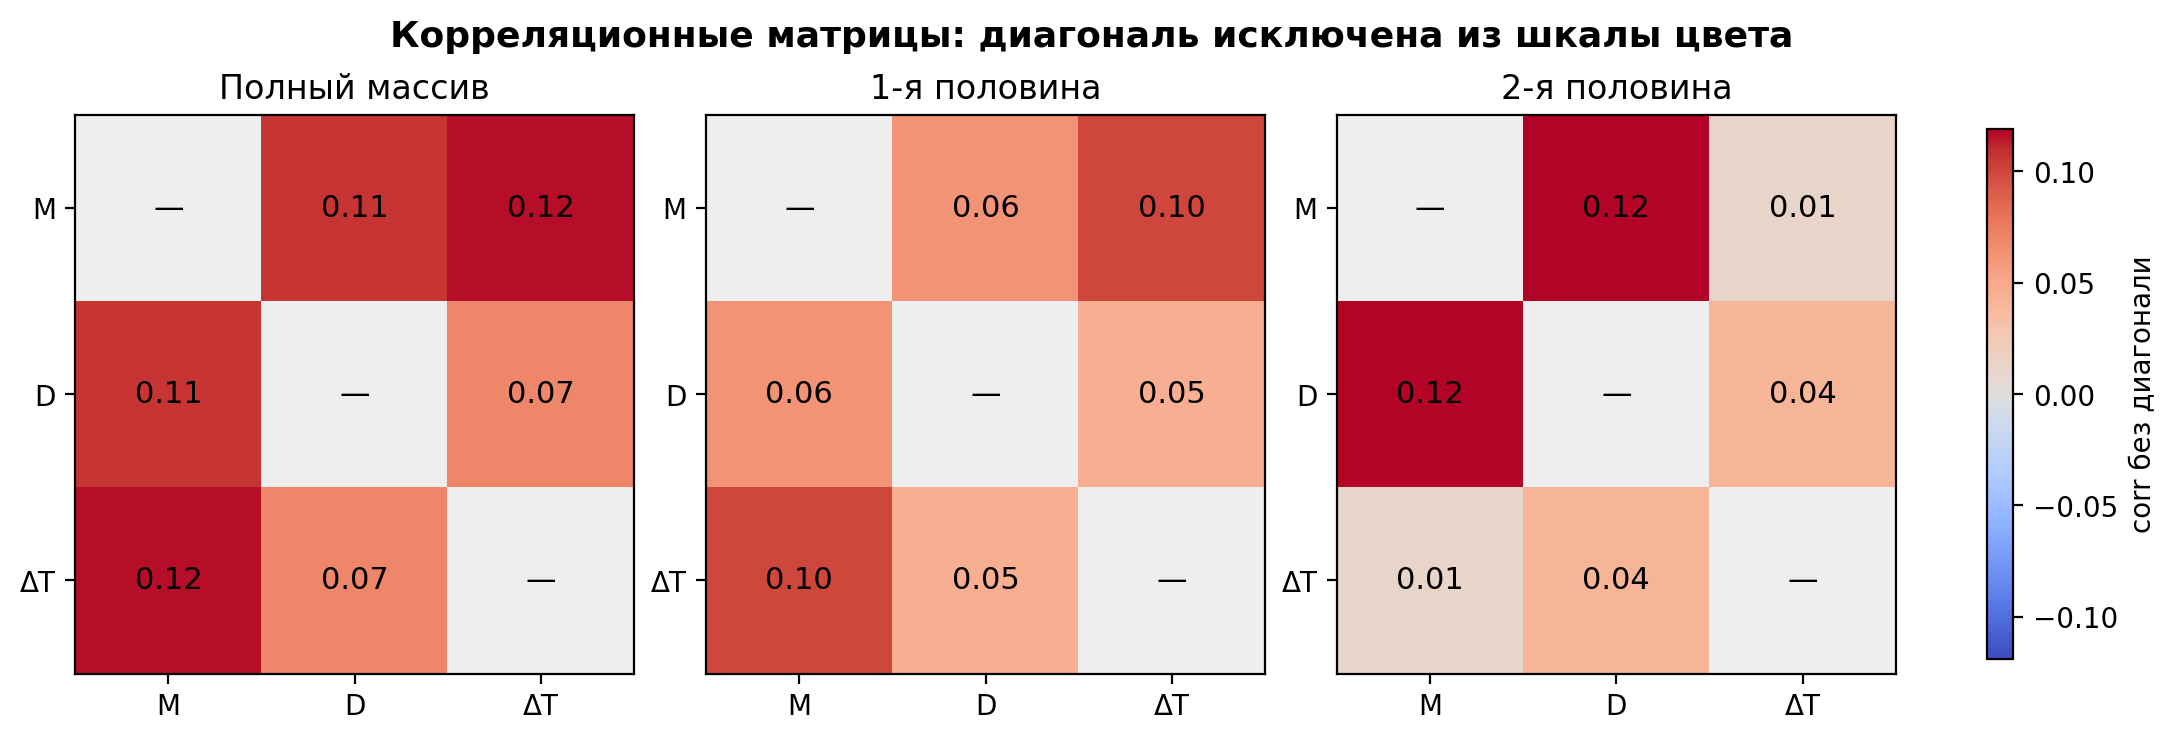 Корреляционные матрицы: диагональ исключена из шкалы цвета
Полный массив
M — 0.11 0.12
D 0.11 — 0.07
ΔT 0.12 0.07 —
M D ΔT
1-я половина
M — 0.06 0.10
D 0.06 — 0.05
ΔT 0.10 0.05 —
M D ΔT
2-я половина
M — 0.12 0.01
D 0.12 — 0.04
ΔT 0.01 0.04 —
M D ΔT
0.10
0.05
0.00
−0.05
−0.10
corr без диагонали